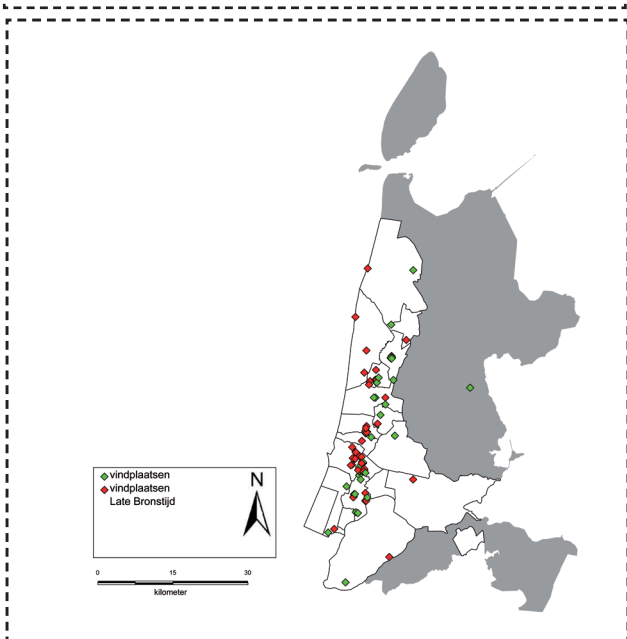 vindplaatsen
vindplaatsen
Late Bronstijd
N
0 15 30
kilometer